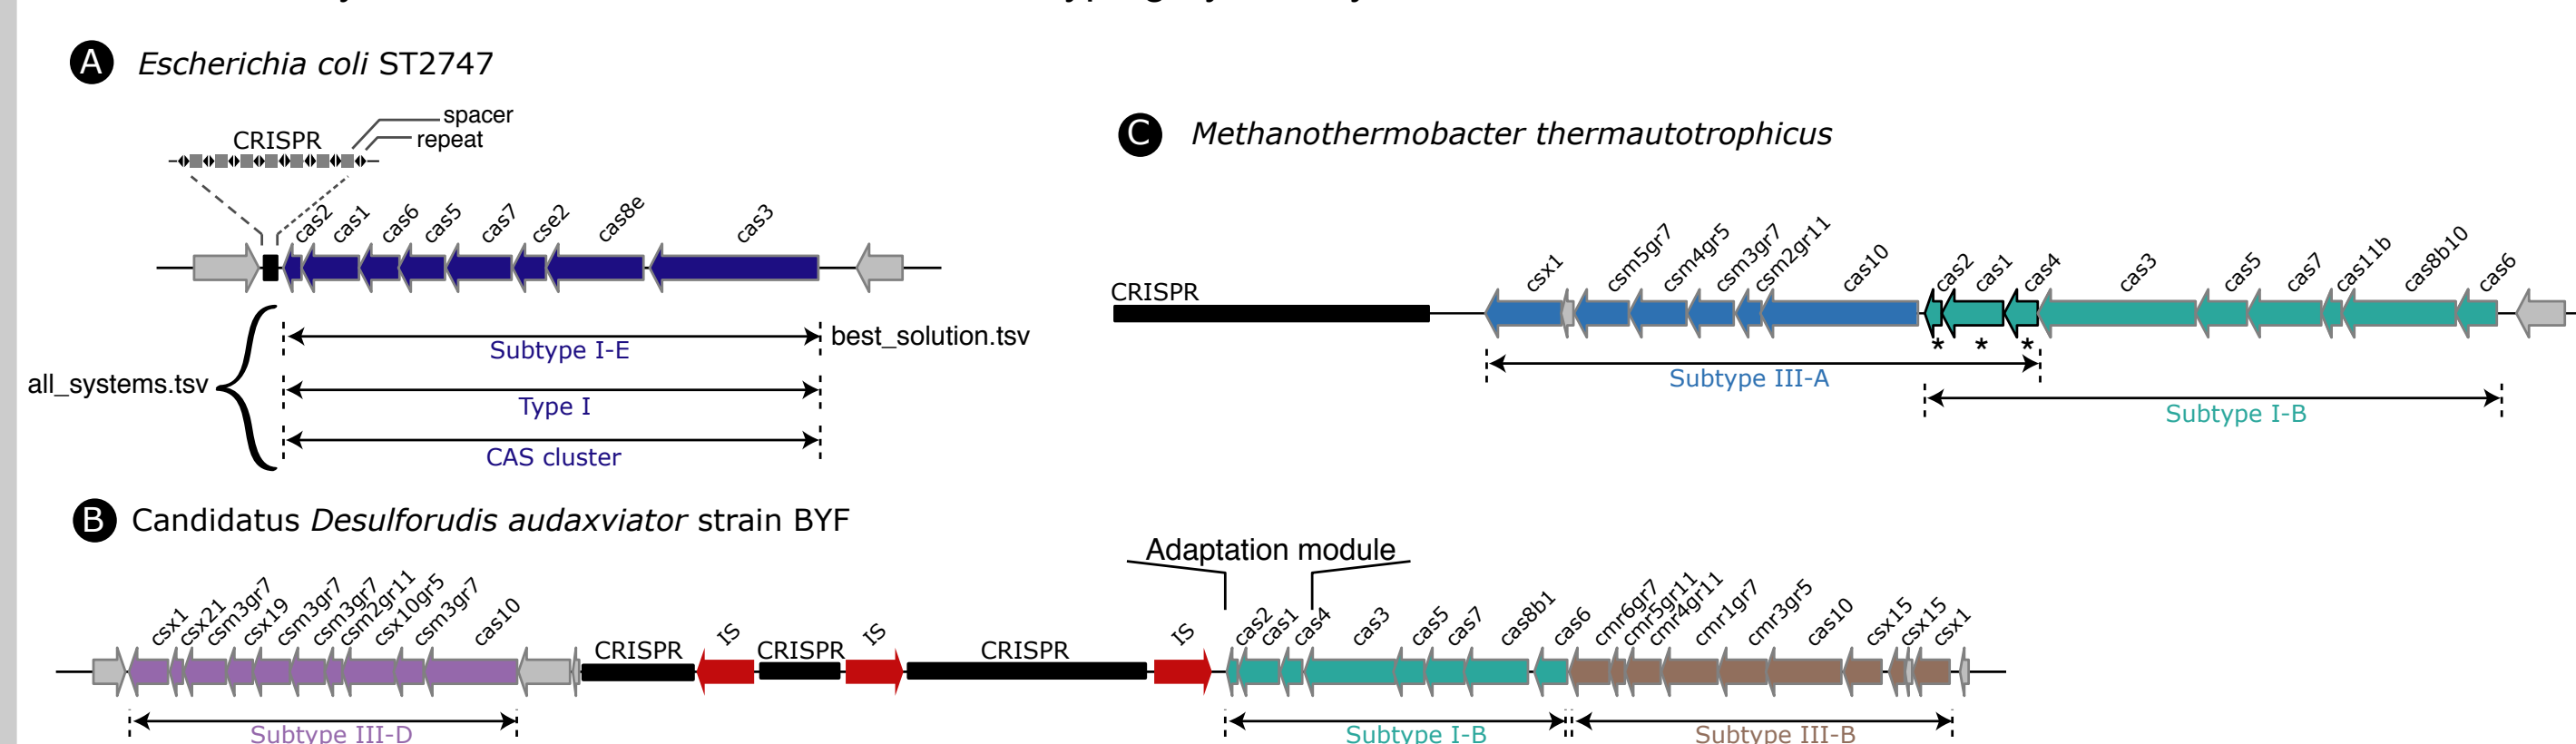 A Escherichia coli ST2747
spacer
repeat
CRISPR
cas2 cas1 cas6 cas5 cas7 cse2 cas8e cas3
Subtype I-E
best_solution.tsv
all_systems.tsv
Type I
CAS cluster
C Methanothermobacter thermautotrophicus
CRISPR
csx1 csm5gr7 csm4gr5 csm3gr7 csm2gr11 cas10 cas2 cas1 cas4 cas3 cas5 cas7 cas11b cas8b10 cas6
* * *
Subtype III-A
Subtype I-B
B Candidatus Desulforudis audaxviator strain BYF
Adaptation module
csx1 csx21 csm3gr7 csx19 csm3gr7 csm3gr7 csm2gr11 csx10gr5 csm3gr7 cas10
CRISPR IS CRISPR IS CRISPR IS
cas2 cas1 cas4 cas3 cas5 cas7 cas8b1 cas6 cmr6gr7 cmr5gr11 cmr4gr11 cmr1gr7 cmr3gr5 cas10 csx15 csx15 csx1
Subtype III-D
Subtype I-B
Subtype III-B